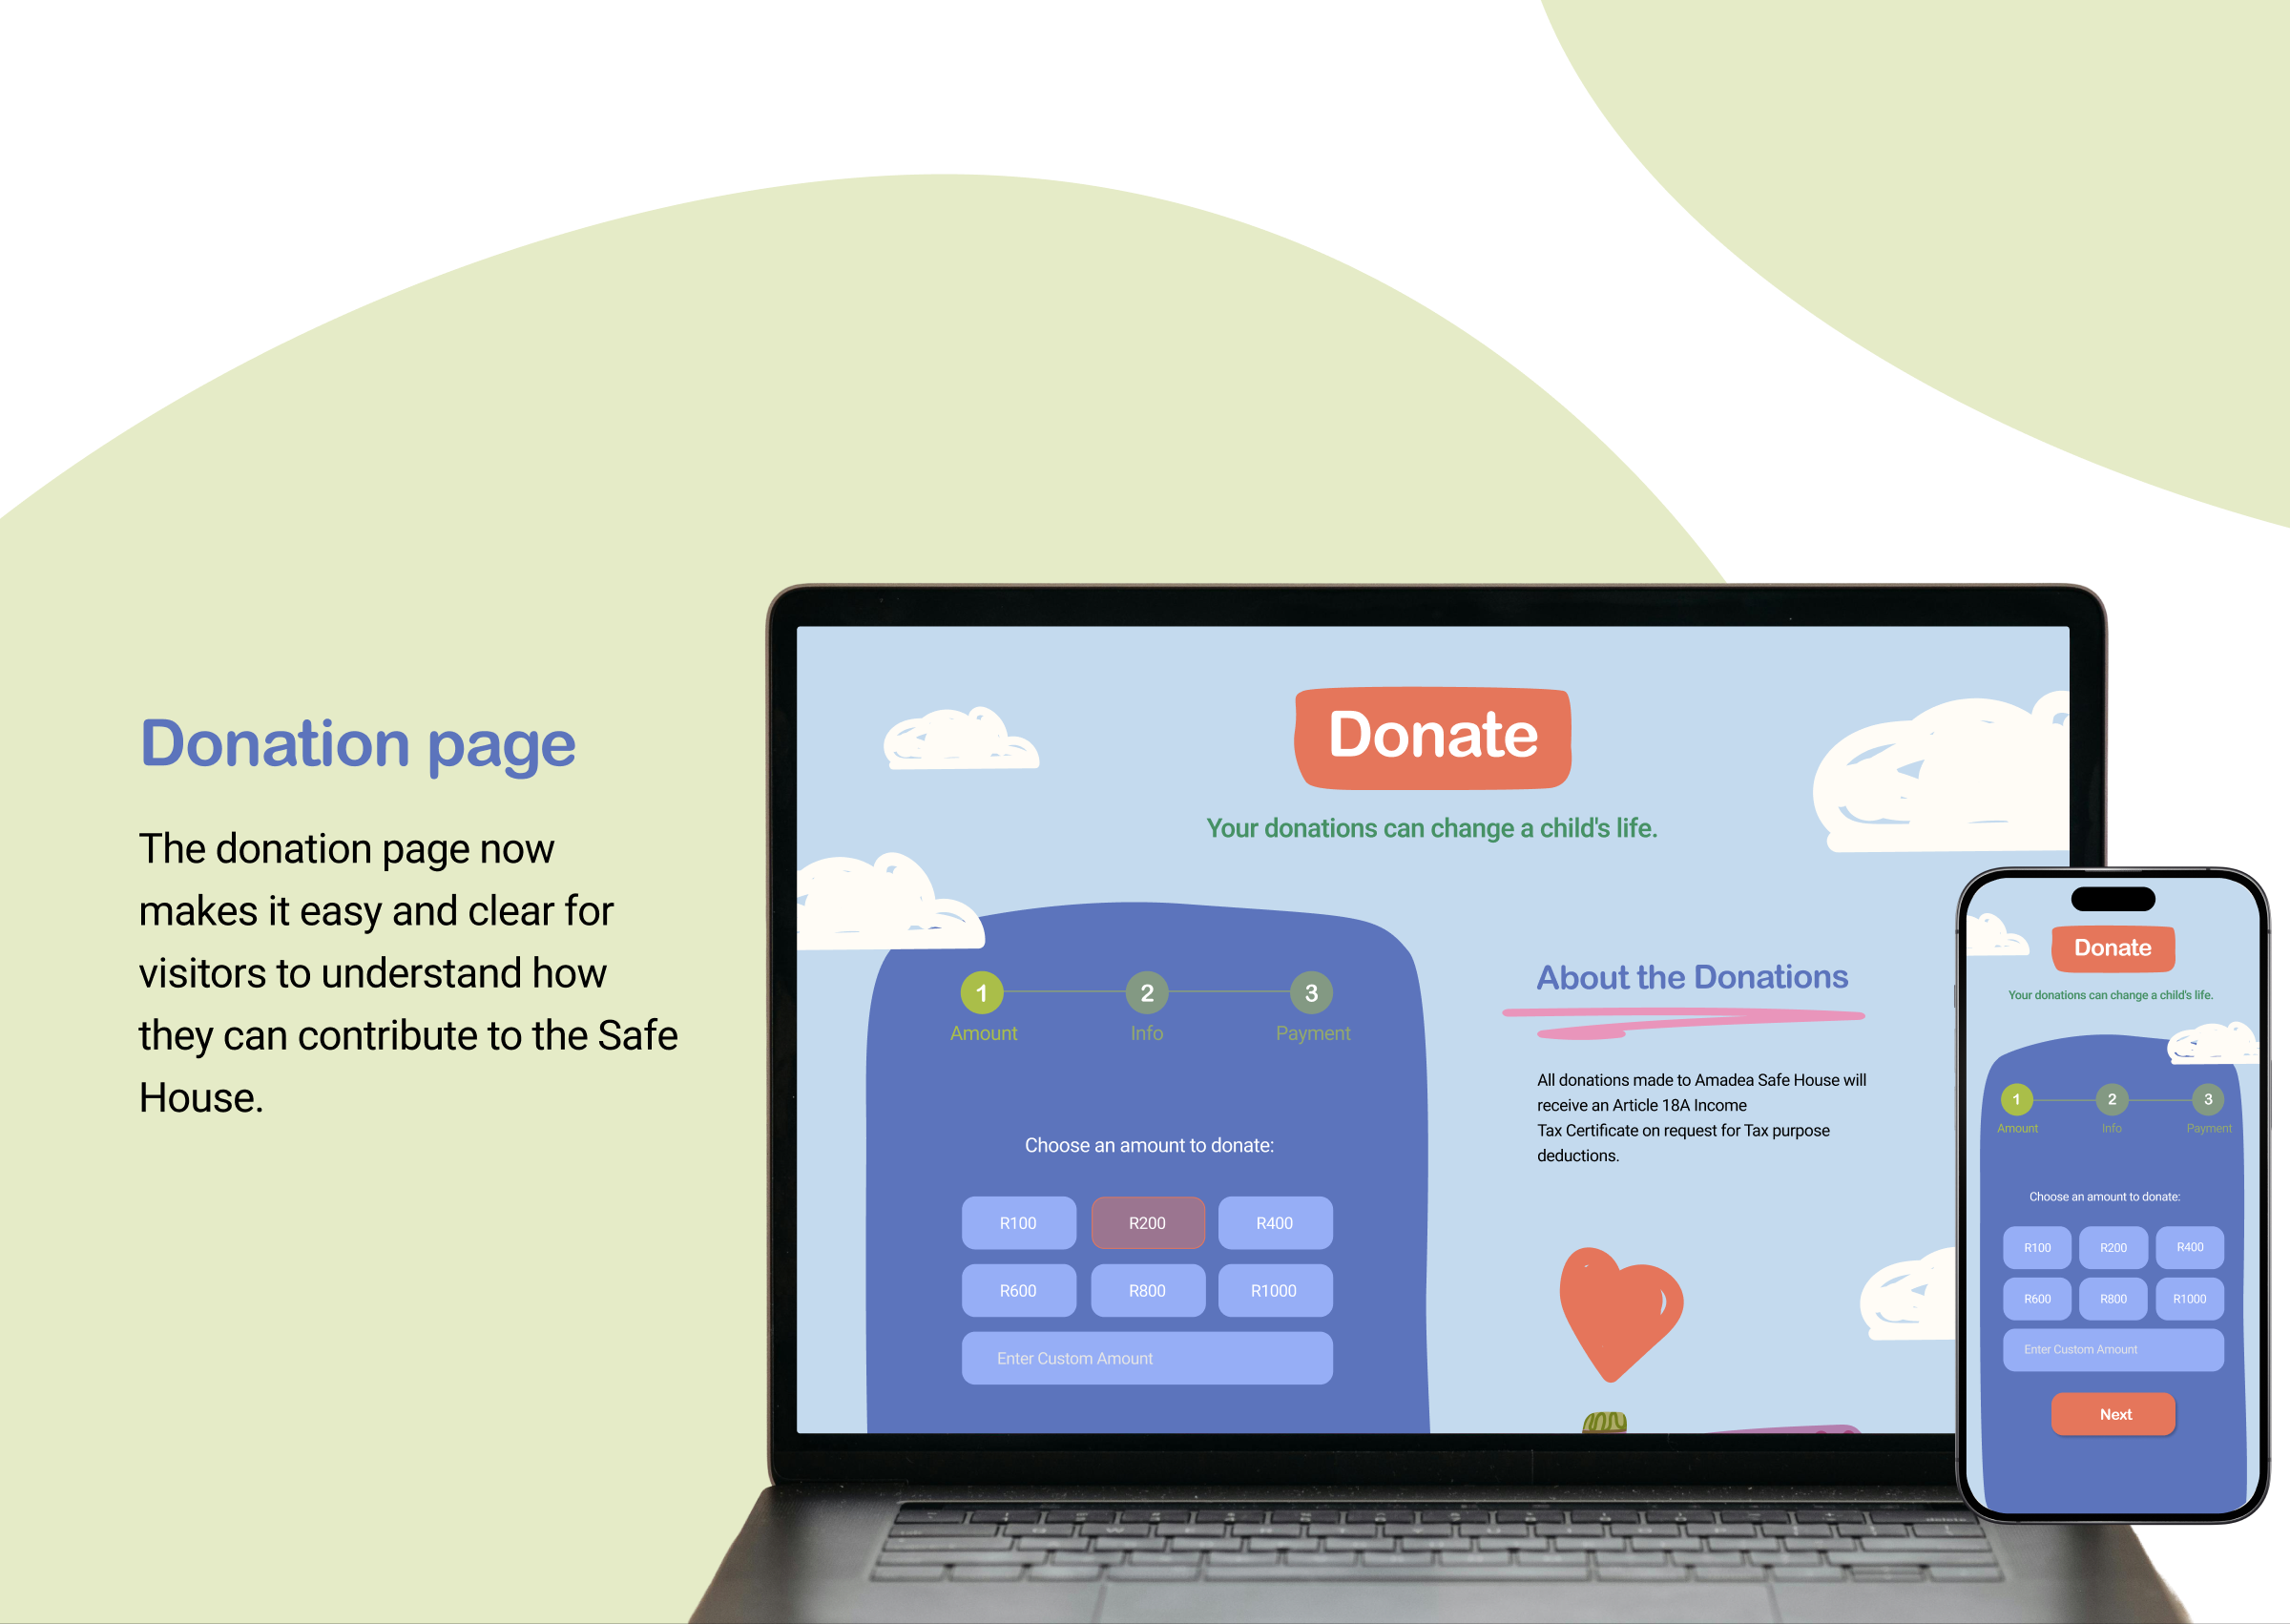 Donation page
The donation page now
makes it easy and clear for
visitors to understand how
they can contribute to the Safe
House.
Donate
Your donations can change a child's life.
1
2
3
Amount
Info
Payment
Choose an amount to donate:
R100
R200
R400
R600
R800
R1000
Enter Custom Amount
About the Donations
All donations made to Amadea Safe House will
receive an Article 18A Income
Tax Certificate on request for Tax purpose
deductions.
Donate
Your donations can change a child's life.
1
2
3
Amount
Info
Payment
Choose an amount to donate:
R100
R200
R400
R600
R800
R1000
Enter Custom Amount
Next